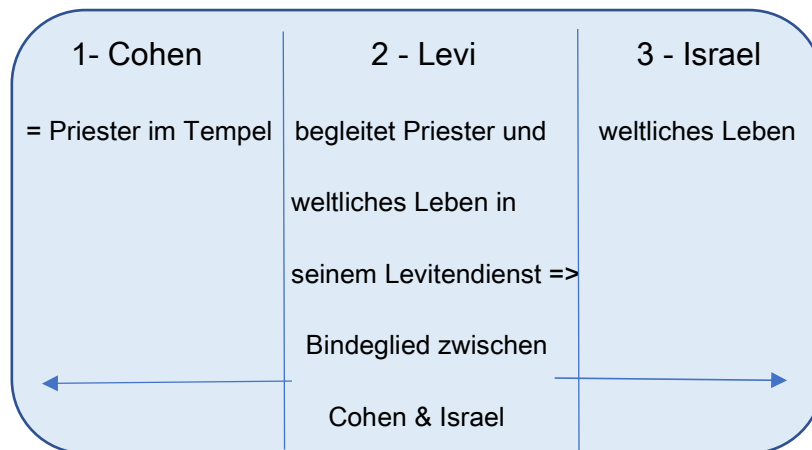 1- Cohen
= Priester im Tempel
2 - Levi
begleitet Priester und
weltliches Leben in
seinem Levitendienst =>
Bindeglied zwischen
Cohen & Israel
3 - Israel
weltliches Leben